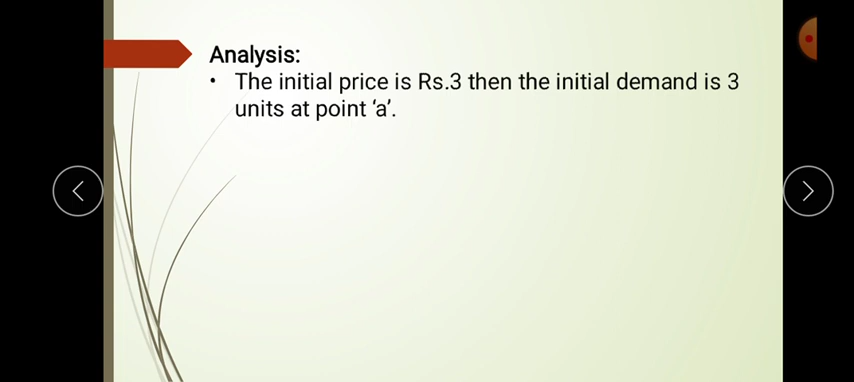 Analysis:
• The initial price is Rs.3 then the initial demand is 3
units at point ‘a’.